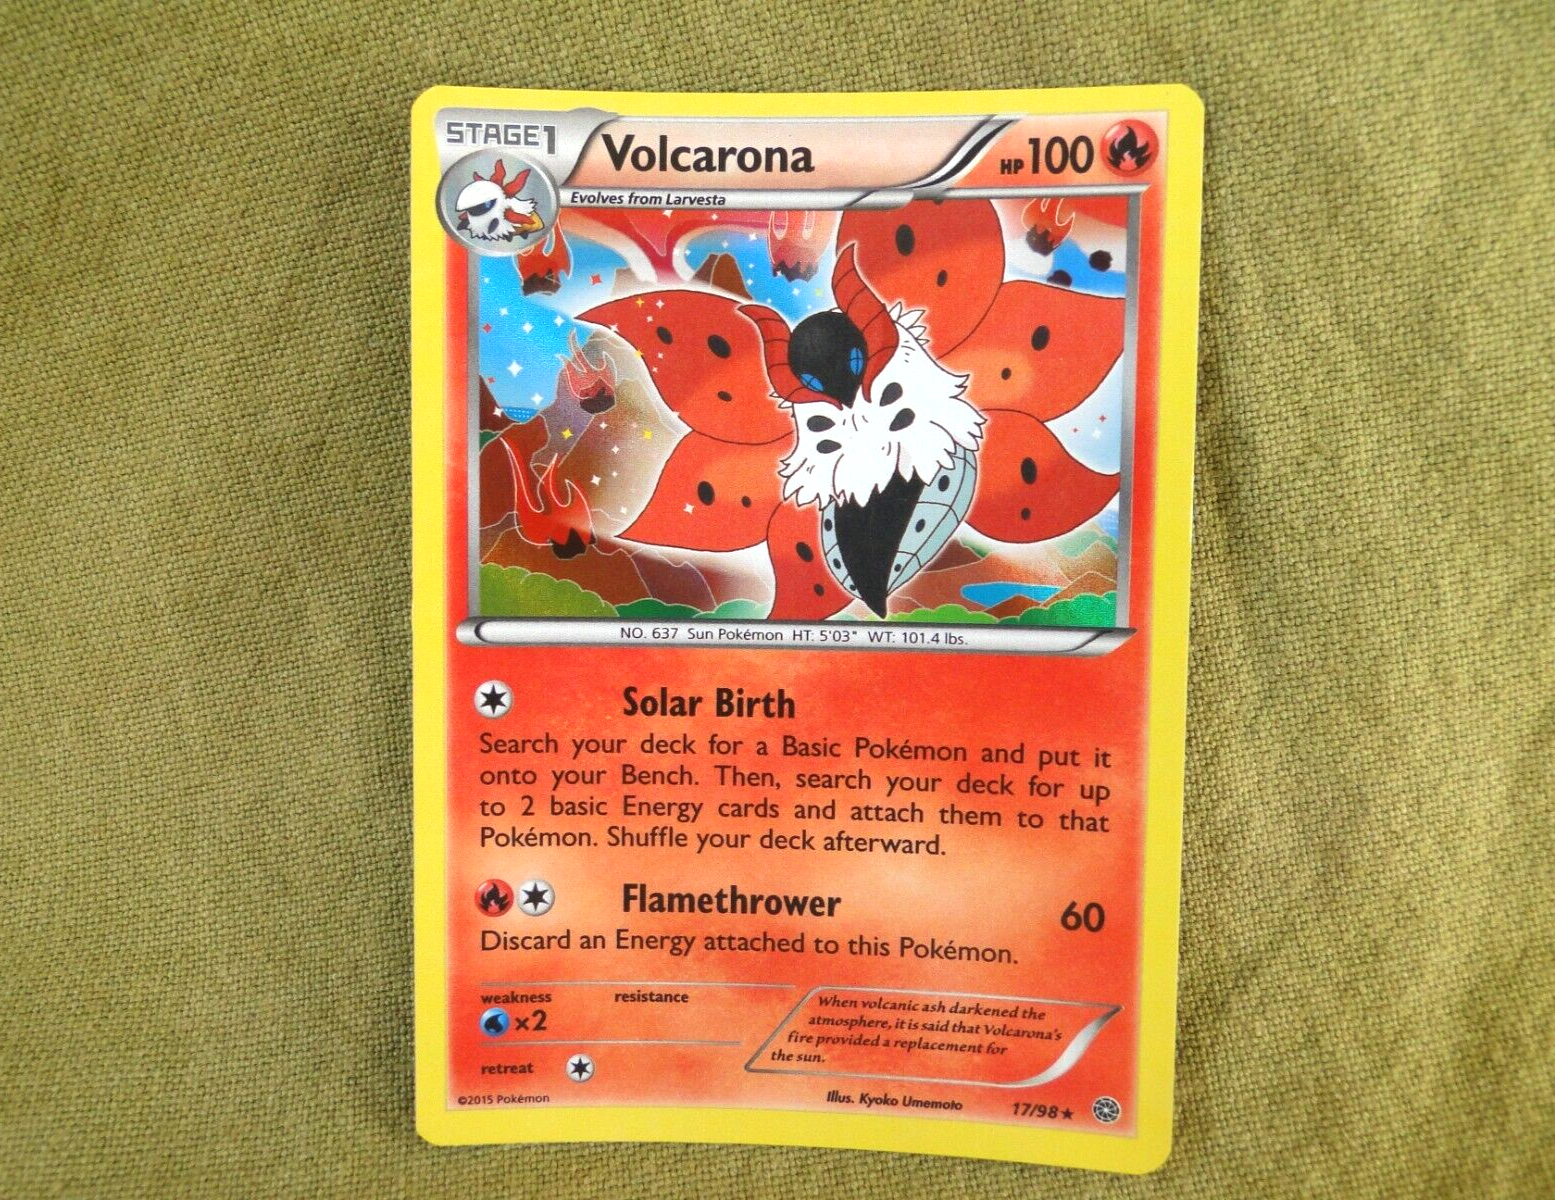 STAGE1
Volcarona
HP100
Evolves from Larvesta
NO. 637 Sun Pokémon HT: 5'03" WT: 101.4 lbs.
Solar Birth
Search your deck for a Basic Pokémon and put it
onto your Bench. Then, search your deck for up
to 2 basic Energy cards and attach them to that
Pokémon. Shuffle your deck afterward.
Flamethrower 60
Discard an Energy attached to this Pokémon.
weakness resistance
×2
retreat
When volcanic ash darkened the
atmosphere, it is said that Volcarona's
fire provided a replacement for
the sun.
©2015 Pokémon
Illus. Kyoko Umemoto
17/98★